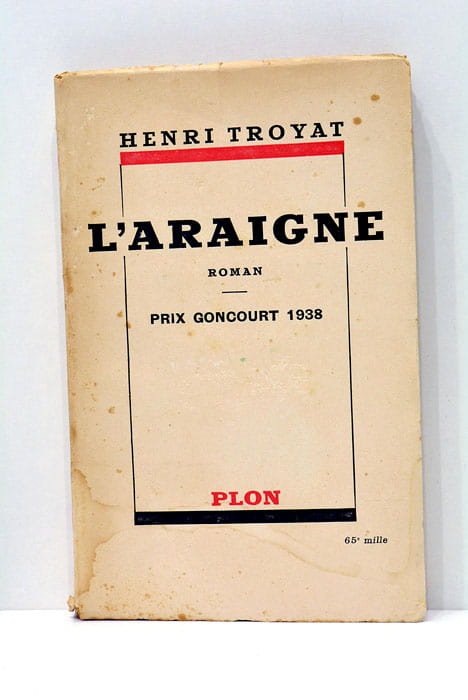 HENRI TROYAT
L'ARAIGNE
ROMAN
PRIX GONCOURT 1938
PLON
65e mille